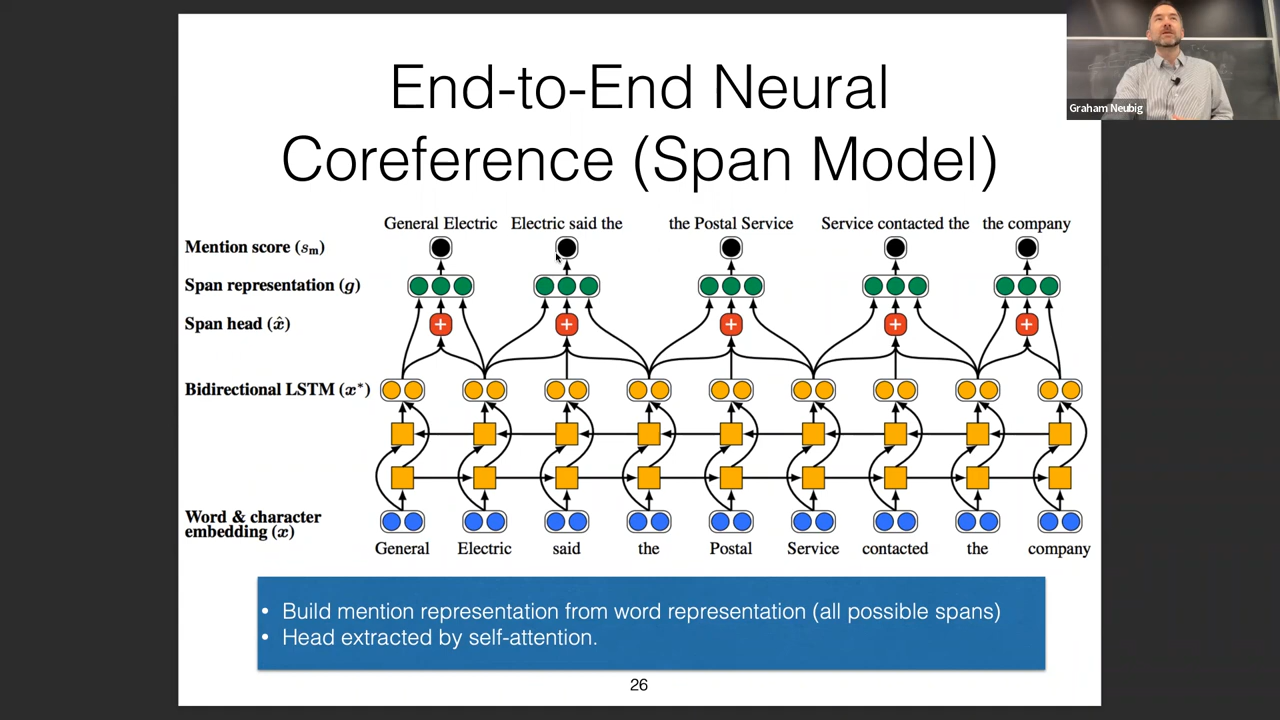 End-to-End Neural
Coreference (Span Model)
Graham Neubig
General Electric Electric said the the Postal Service Service contacted the the company
Mention score (sₘ)
Span representation (g)
Span head (x̂)
+ + + + +
Bidirectional LSTM (x*)
Word & character
embedding (x)
General Electric said the Postal Service contacted the company
• Build mention representation from word representation (all possible spans)
• Head extracted by self-attention.
26